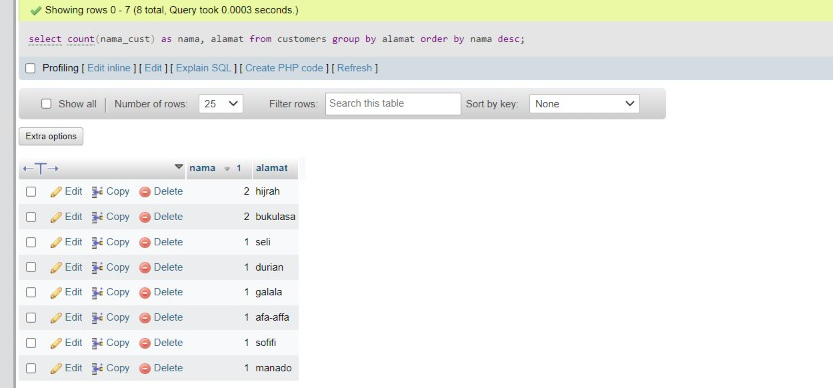 Showing rows 0 - 7 (8 total, Query took 0.0003 seconds.)
select count(nama_cust) as nama, alamat from customers group by alamat order by nama desc;
Profiling [ Edit inline ] [ Edit ] [ Explain SQL ] [ Create PHP code ] [ Refresh ]
Show all | Number of rows: 25 Filter rows: Search this table Sort by key: None
Extra options
←T→ nama 1 alamat
Edit Copy Delete 2 hijrah
Edit Copy Delete 2 bukulasa
Edit Copy Delete 1 seli
Edit Copy Delete 1 durian
Edit Copy Delete 1 galala
Edit Copy Delete 1 afa-affa
Edit Copy Delete 1 sofifi
Edit Copy Delete 1 manado